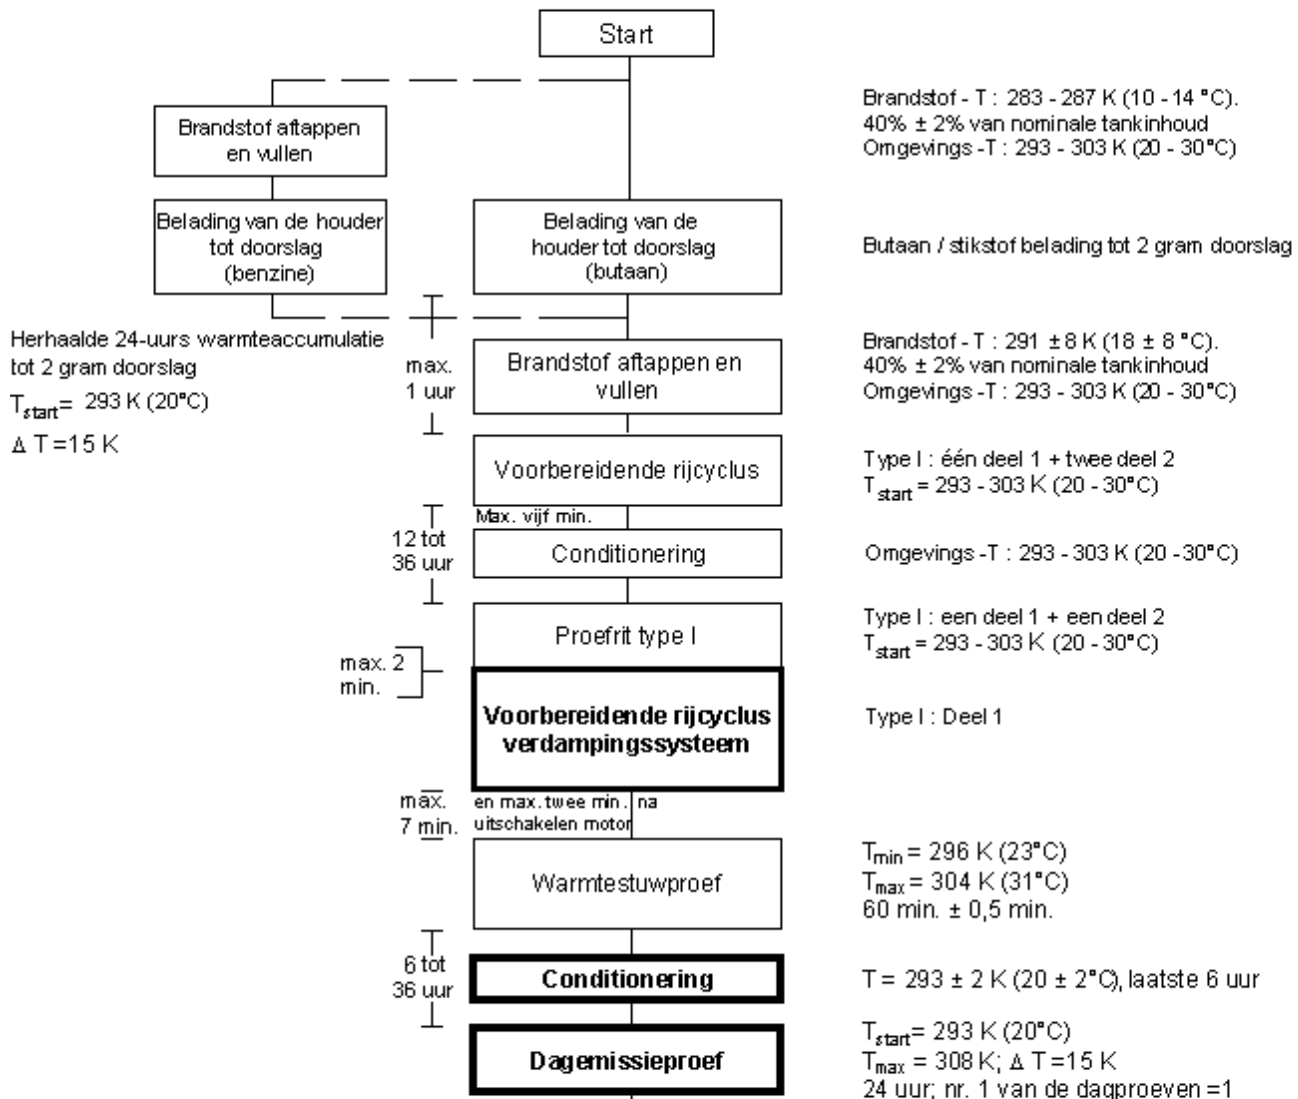 Start
Brandstof - T : 283 - 287 K (10 - 14 °C).
40% ± 2% van nominale tankinhoud
Omgevings -T : 293 - 303 K (20 - 30°C)
Brandstof aftappen
en vullen
Belading van de houder
tot doorslag
(benzine)
Belading van de
houder tot doorslag
(butaan)
Butaan / stikstof belading tot 2 gram doorslag
Herhaalde 24-uurs warmteaccumulatie
tot 2 gram doorslag
Tstart= 293 K (20°C)
Δ T =15 K
max.
1 uur
Brandstof aftappen en
vullen
Brandstof - T : 291 ± 8 K (18 ± 8 °C).
40% ± 2% van nominale tankinhoud
Omgevings -T : 293 - 303 K (20 - 30°C)
Voorbereidende rijcyclus
Type I : één deel 1 + twee deel 2
Tstart = 293 - 303 K (20 - 30°C)
Max. vijf min.
12 tot
36 uur
Conditionering
Omgevings -T : 293 - 303 K (20 -30°C)
Proefrit type I
Type I : een deel 1 + een deel 2
Tstart = 293 - 303 K (20 - 30°C)
max. 2
min.
Voorbereidende rijcyclus
verdampingssysteem
Type I : Deel 1
max.
7 min.
en max. twee min. na
uitschakelen motor
Warmtestuwproef
Tmin = 296 K (23°C)
Tmax = 304 K (31°C)
60 min. ± 0,5 min.
6 tot
36 uur
Conditionering
T = 293 ± 2 K (20 ± 2°C), laatste 6 uur
Dagemissieproef
Tstart= 293 K (20°C)
Tmax = 308 K; Δ T =15 K
24 uur; nr. 1 van de dagproeven =1